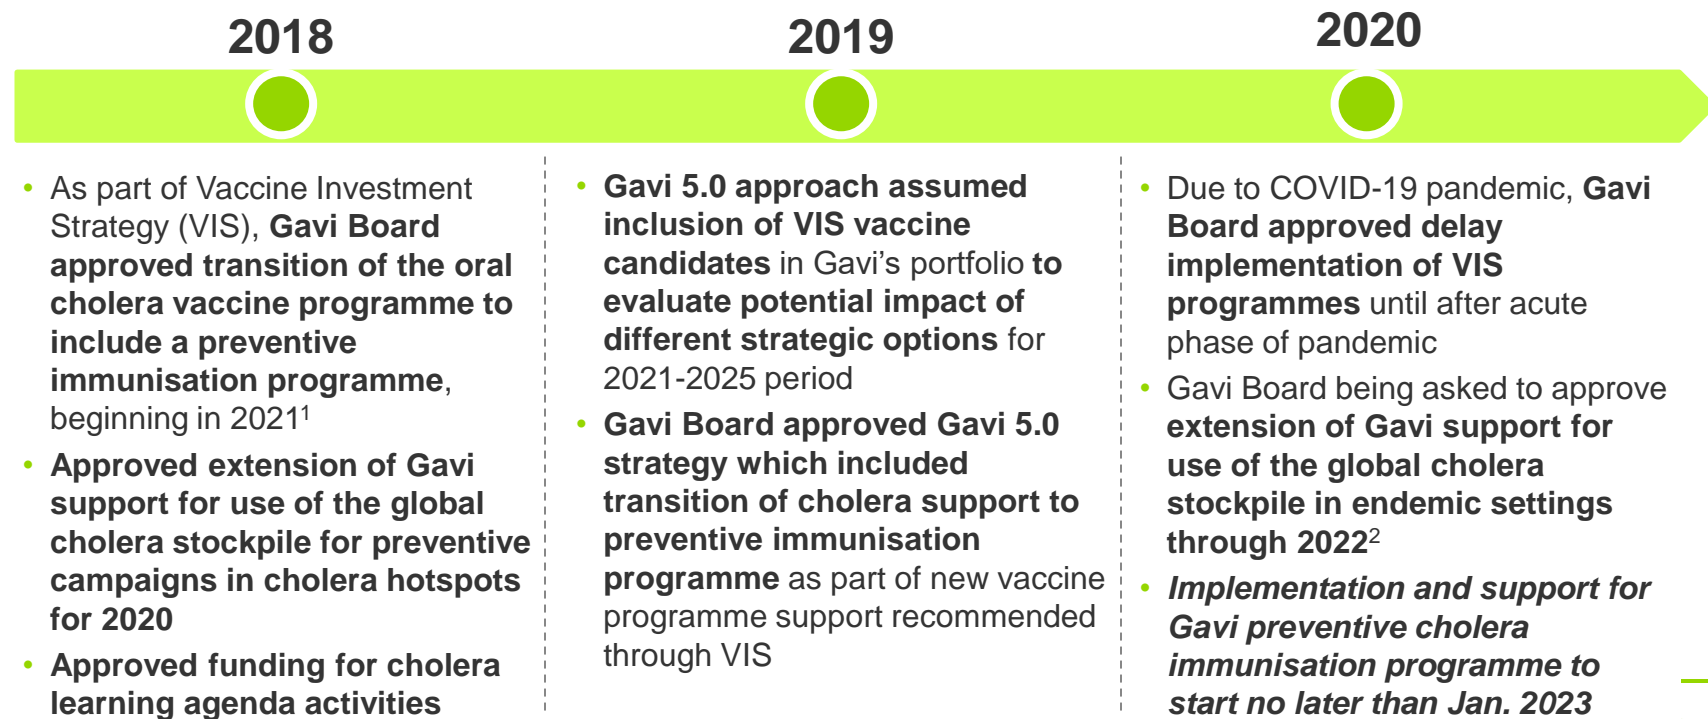 2018
As part of Vaccine Investment
Strategy (VIS), Gavi Board
approved transition of the oral
cholera vaccine programme to
include a preventive
immunisation programme,
beginning in 2021¹
• Approved extension of Gavi
support for use of the global
cholera stockpile for preventive
campaigns in cholera hotspots
for 2020
• Approved funding for cholera
learning agenda activities
2019
• Gavi 5.0 approach assumed
inclusion of VIS vaccine
candidates in Gavi's portfolio to
evaluate potential impact of
different strategic options for
2021-2025 period
• Gavi Board approved Gavi 5.0
strategy which included
transition of cholera support to
preventive immunisation
programme as part of new vaccine
programme support recommended
through VIS
2020
• Due to COVID-19 pandemic, Gavi
Board approved delay
implementation of VIS
programmes until after acute
phase of pandemic
• Gavi Board being asked to approve
extension of Gavi support for
use of the global cholera
stockpile in endemic settings
through 2022²
• Implementation and support for
Gavi preventive cholera
immunisation programme to
start no later than Jan. 2023